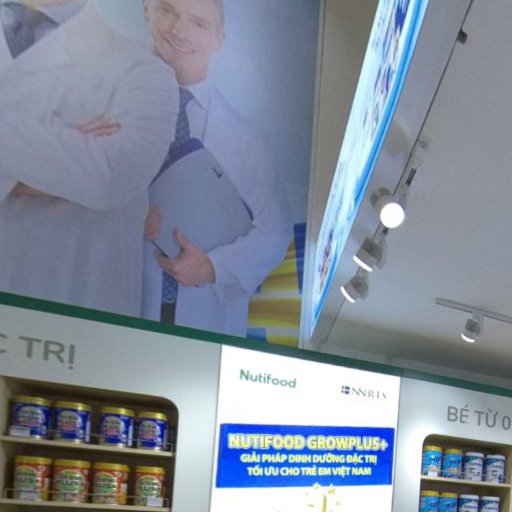 C TRỊ
Nutifood
NNRIS
BÉ TỪ 0
NUTIFOOD GROWPLUS+
GIẢI PHÁP DINH DƯỠNG ĐẶC TRỊ
TỐI ƯU CHO TRẺ EM VIỆT NAM